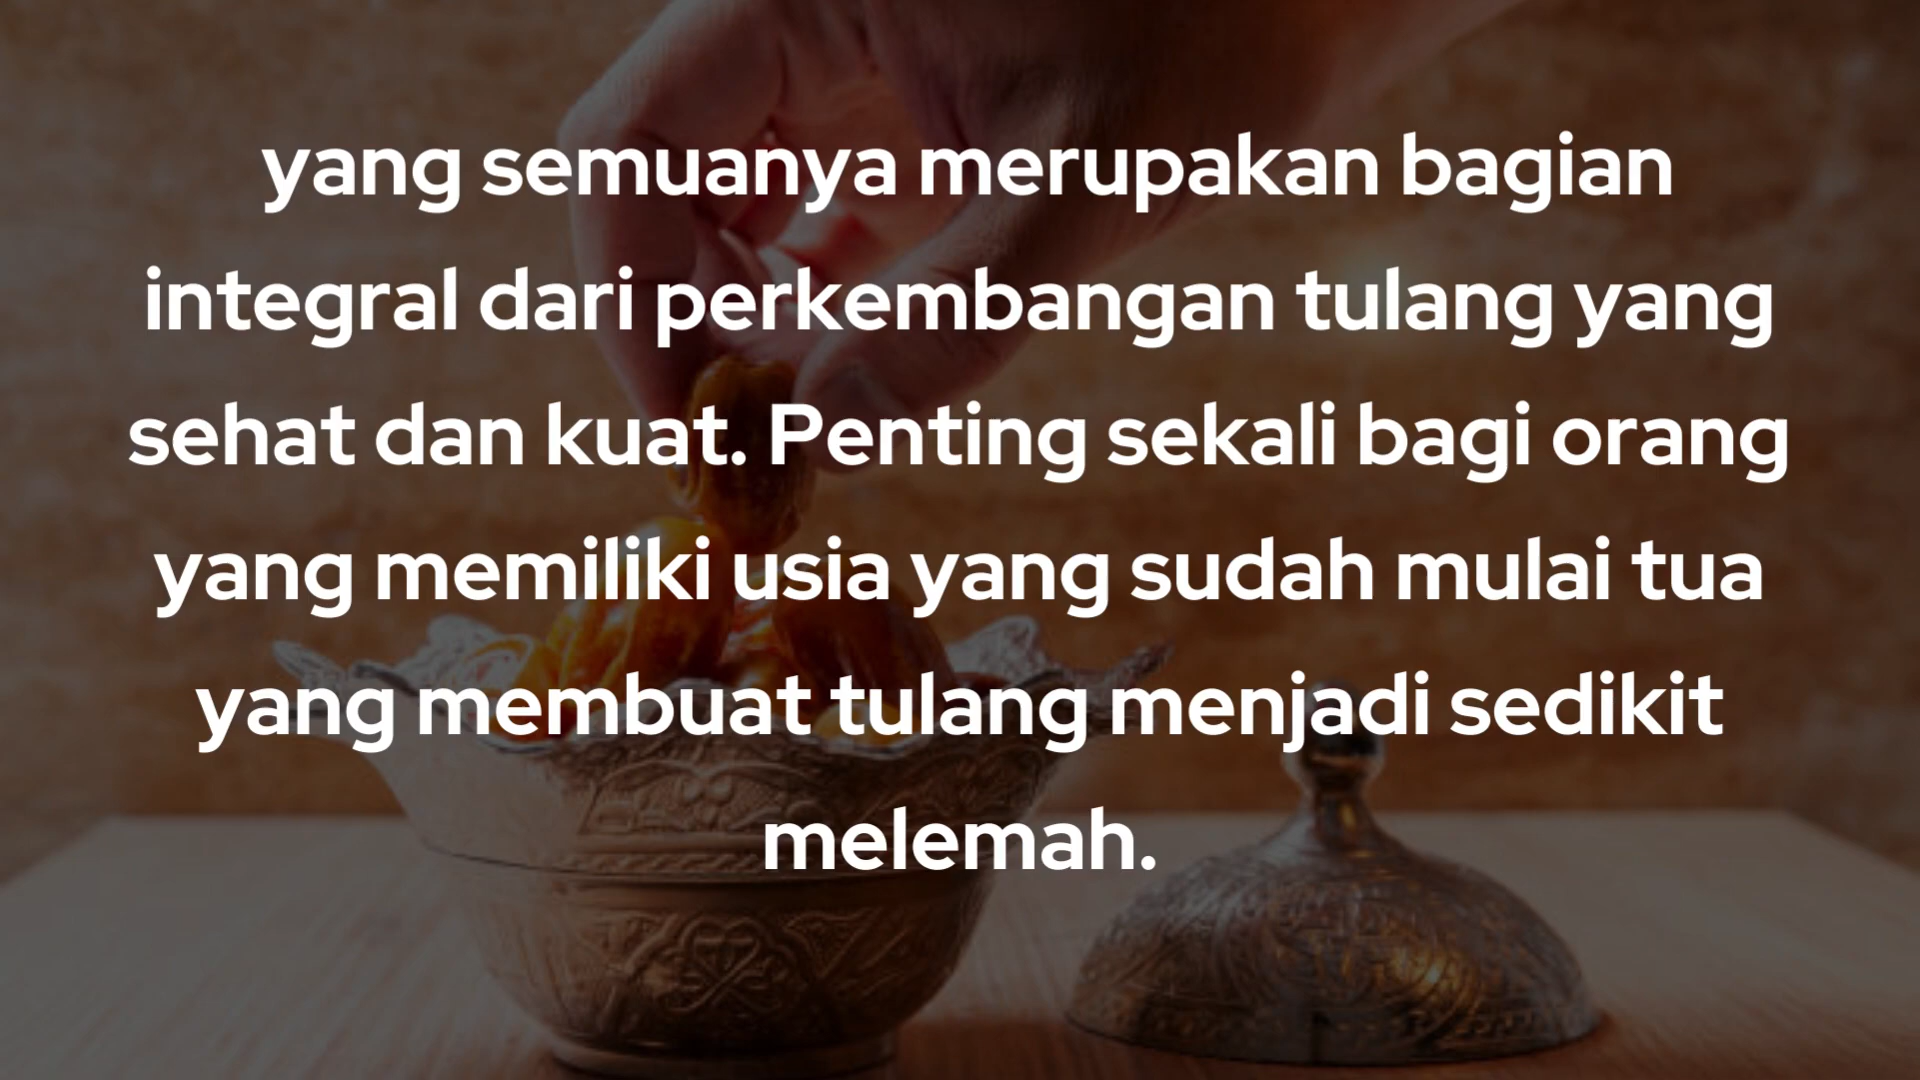 yang semuanya merupakan bagian
integral dari perkembangan tulang yang
sehat dan kuat. Penting sekali bagi orang
yang memiliki usia yang sudah mulai tua
yang membuat tulang menjadi sedikit
melemah.